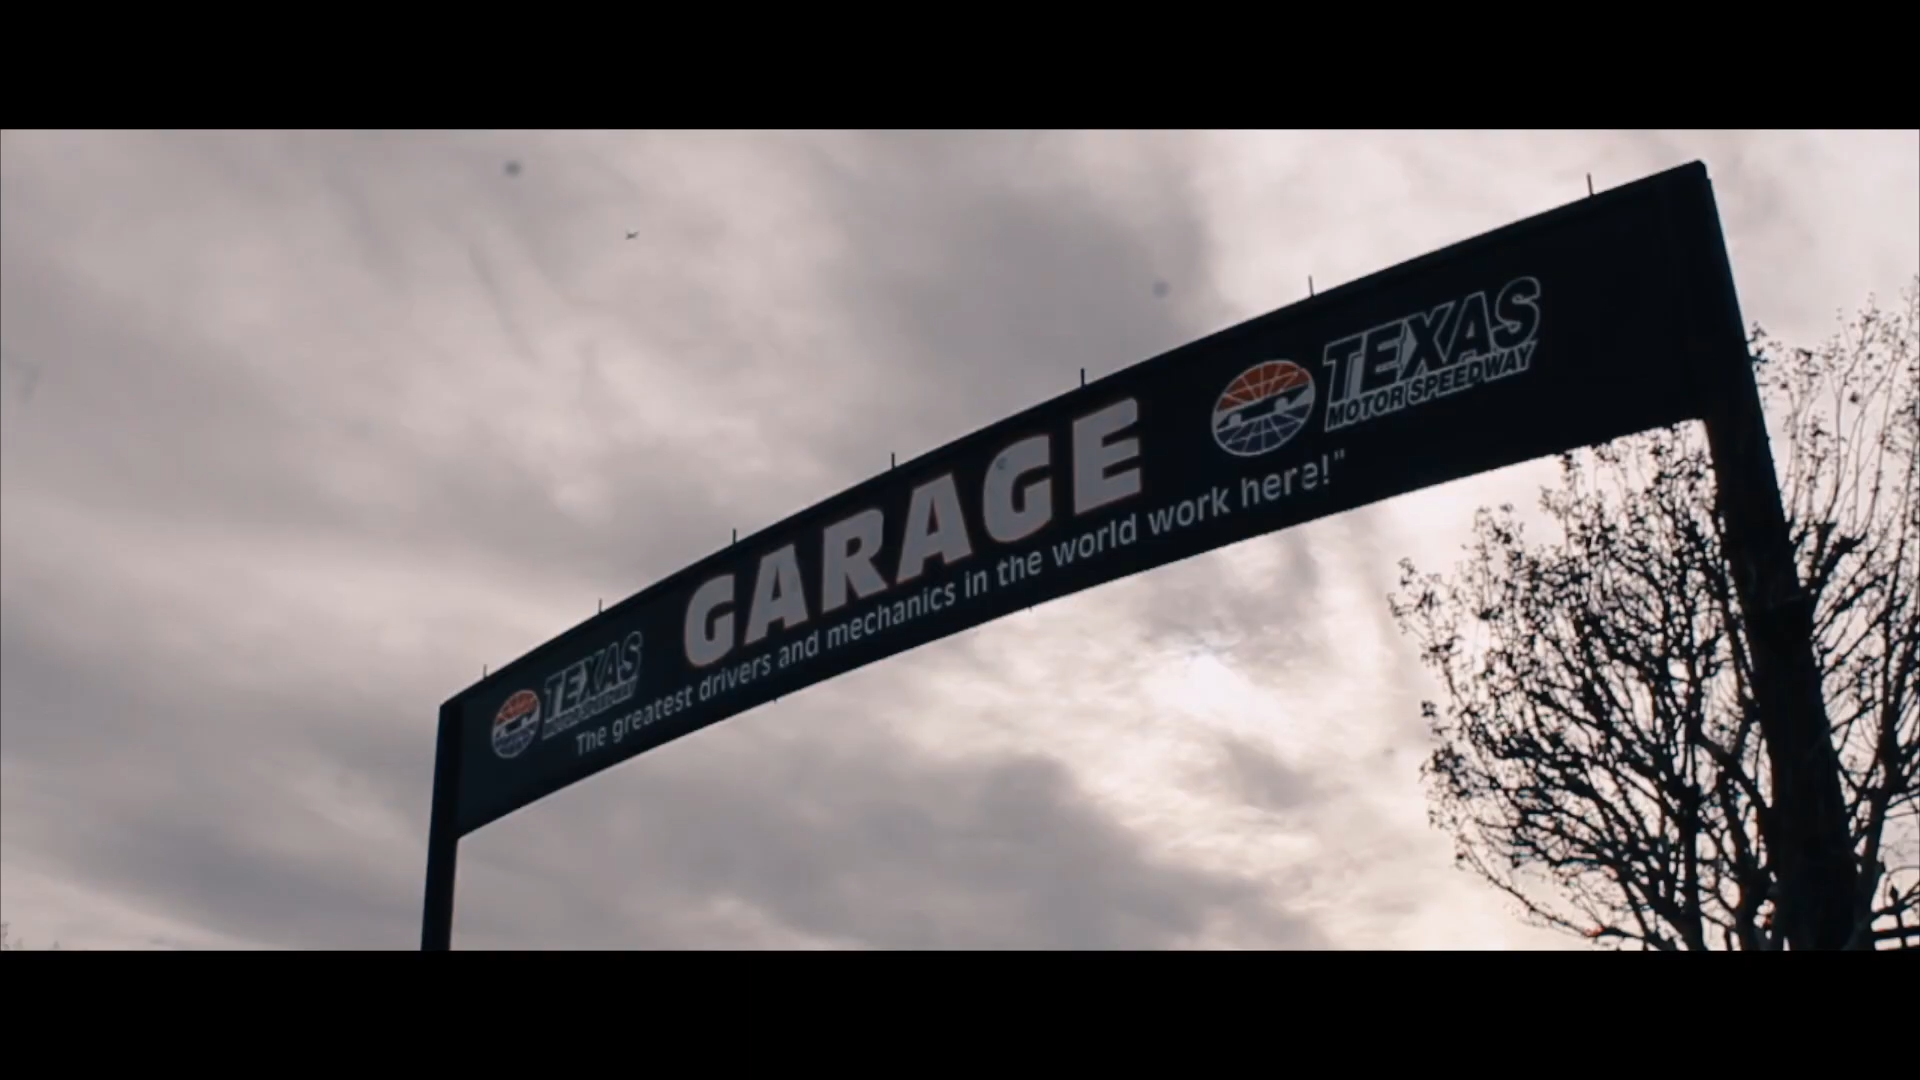 TEXAS
MOTOR SPEEDWAY
GARAGE
TEXAS
MOTOR SPEEDWAY
The greatest drivers and mechanics in the world work here!"